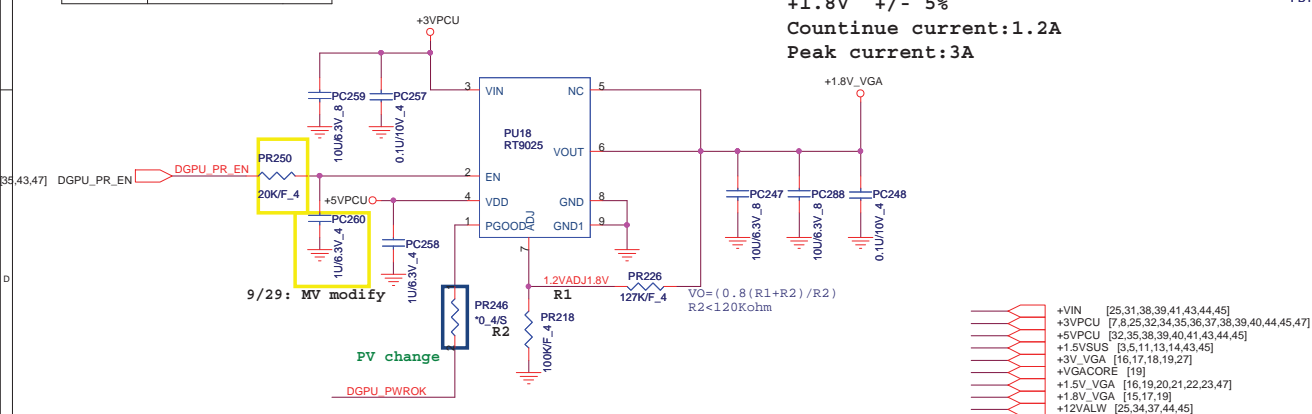 +1.8V +/- 5%
Countinue current:1.2A
Peak current:3A
+3VPCU
+1.8V_VGA
PC259
10U/6.3V_8
PC257
0.1U/10V_4
3
VIN
NC
5
PU18
RT9025
VOUT
6
[35,43,47]
DGPU_PR_EN
DGPU_PR_EN
PR250
20K/F_4
2
EN
+5VPCU
4
VDD
GND
8
1
PGOOD
ADJ
GND1
9
7
PC260
1U/6.3V_4
PC258
1U/6.3V_4
PC247
10U/6.3V_8
PC288
10U/6.3V_8
PC248
0.1U/10V_4
D
9/29: MV modify
1.2VADJ1.8V
R1
PR226
127K/F_4
VO=(0.8(R1+R2)/R2)
R2<120Kohm
1
PR246
*0_4/S
2
R2
PR218
100K/F_4
PV change
DGPU_PWROK
+VIN [25,31,38,39,41,43,44,45]
+3VPCU [7,8,25,32,34,35,36,37,38,39,40,44,45,47]
+5VPCU [32,35,38,39,40,41,43,44,45]
+1.5VSUS [3,5,11,13,14,43,45]
+3V_VGA [16,17,18,19,27]
+VGACORE [19]
+1.5V_VGA [16,19,20,21,22,23,47]
+1.8V_VGA [15,17,19]
+12VALW [25,34,37,44,45]